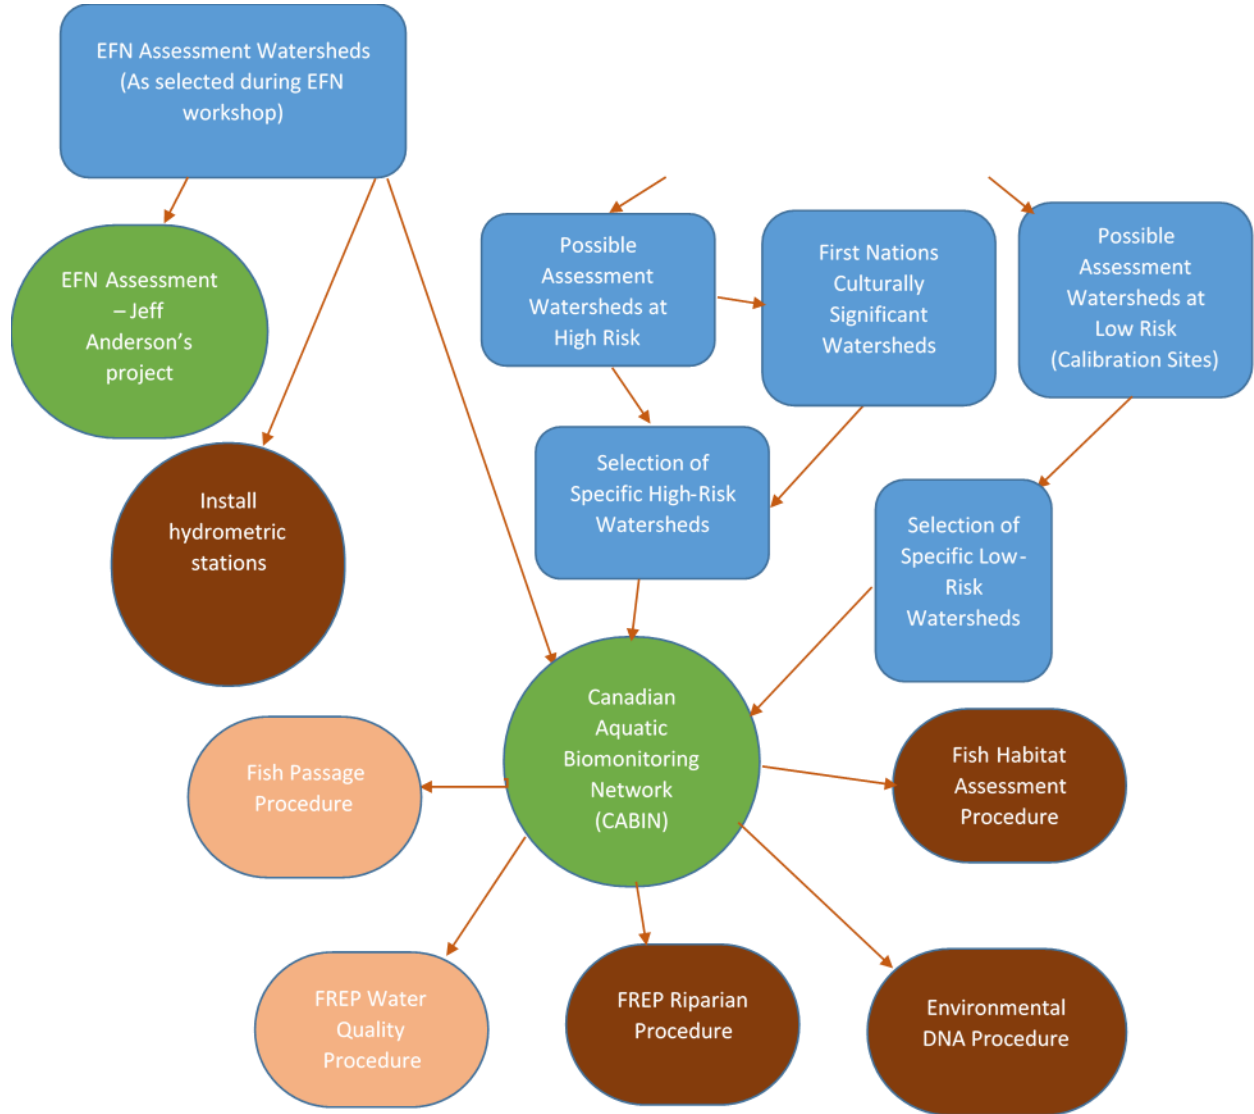 EFN Assessment Watersheds
(As selected during EFN
workshop)
EFN Assessment
– Jeff
Anderson's
project
Install
hydrometric
stations
Possible
Assessment
Watersheds at
High Risk
First Nations
Culturally
Significant
Watersheds
Possible
Assessment
Watersheds at
Low Risk
(Calibration Sites)
Selection of
Specific High-Risk
Watersheds
Selection of
Specific Low-
Risk
Watersheds
Canadian
Aquatic
Biomonitoring
Network
(CABIN)
Fish Passage
Procedure
Fish Habitat
Assessment
Procedure
FREP Water
Quality
Procedure
FREP Riparian
Procedure
Environmental
DNA Procedure